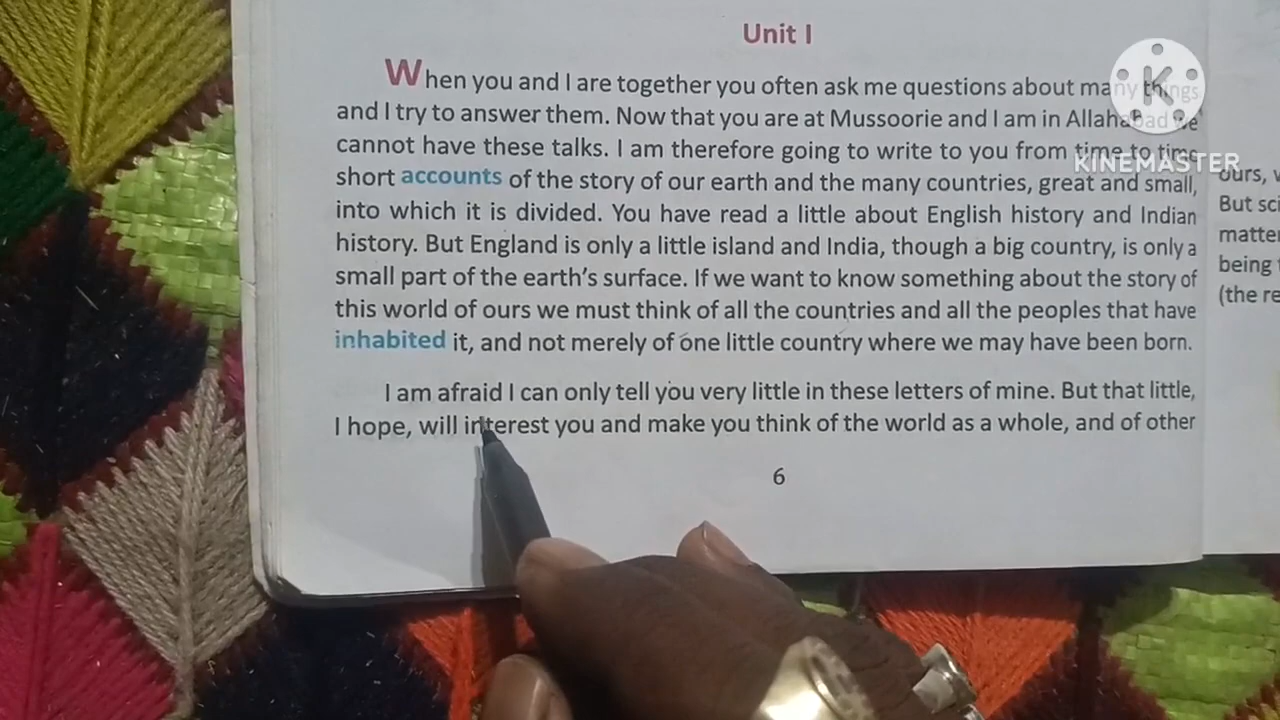 Unit I
When you and I are together you often ask me questions about many things
and I try to answer them. Now that you are at Mussoorie and I am in Allahabad we
cannot have these talks. I am therefore going to write to you from time to time
short accounts of the story of our earth and the many countries, great and small,
into which it is divided. You have read a little about English history and Indian
history. But England is only a little island and India, though a big country, is only a
small part of the earth's surface. If we want to know something about the story of
this world of ours we must think of all the countries and all the peoples that have
inhabited it, and not merely of one little country where we may have been born.
I am afraid I can only tell you very little in these letters of mine. But that little,
I hope, will interest you and make you think of the world as a whole, and of other
6
K
KINEMASTER
ours,
But
matter
being
(the